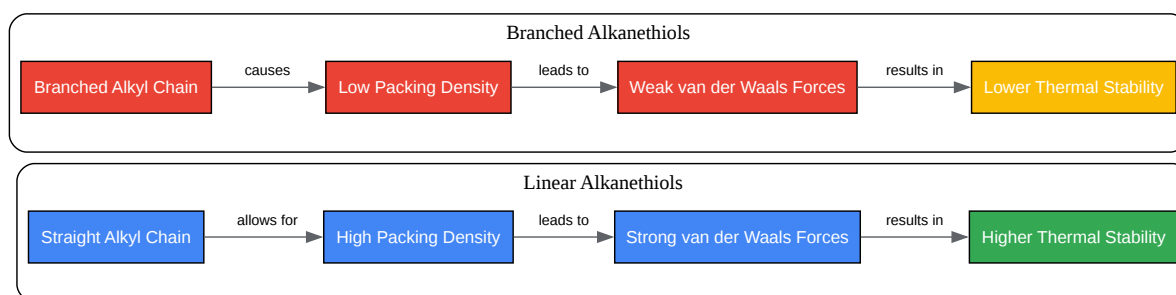 Branched Alkanethiols
Branched Alkyl Chain
causes
Low Packing Density
leads to
Weak van der Waals Forces
results in
Lower Thermal Stability
Linear Alkanethiols
Straight Alkyl Chain
allows for
High Packing Density
leads to
Strong van der Waals Forces
results in
Higher Thermal Stability